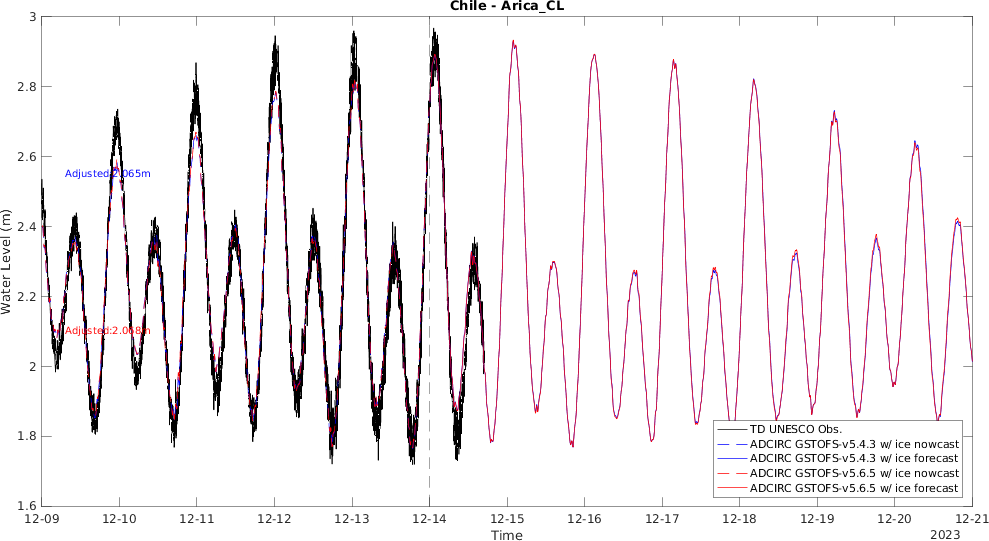 Chile - Arica_CL
3
2.8
2.6
2.4
2.2
2
1.8
1.6
Water Level (m)
Adjusted:2.065m
Adjusted:2.068m
TD UNESCO Obs.
ADCIRC GSTOFS-v5.4.3 w/ ice nowcast
ADCIRC GSTOFS-v5.4.3 w/ ice forecast
ADCIRC GSTOFS-v5.6.5 w/ ice nowcast
ADCIRC GSTOFS-v5.6.5 w/ ice forecast
12-09 12-10 12-11 12-12 12-13 12-14 12-15 12-16 12-17 12-18 12-19 12-20 12-21
Time
2023